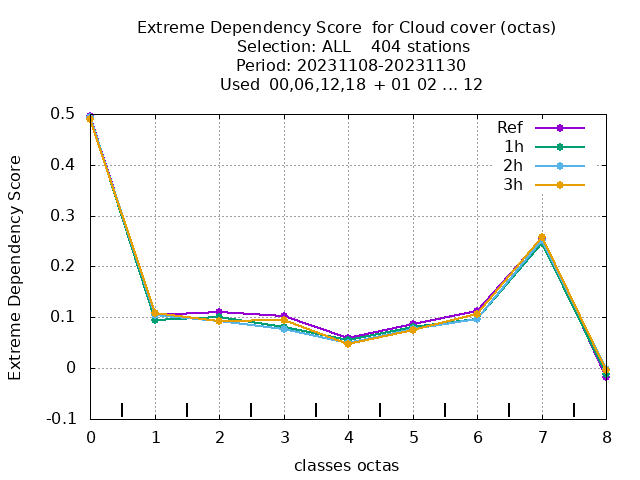 Extreme Dependency Score  for Cloud cover (octas)
Selection: ALL    404 stations
Period: 20231108-20231130
Used  00,06,12,18  + 01 02 ... 12
Extreme Dependency Score
0.5
0.4
0.3
0.2
0.1
0
-0.1
Ref
1h
2h
3h
0 1 2 3 4 5 6 7 8
classes octas